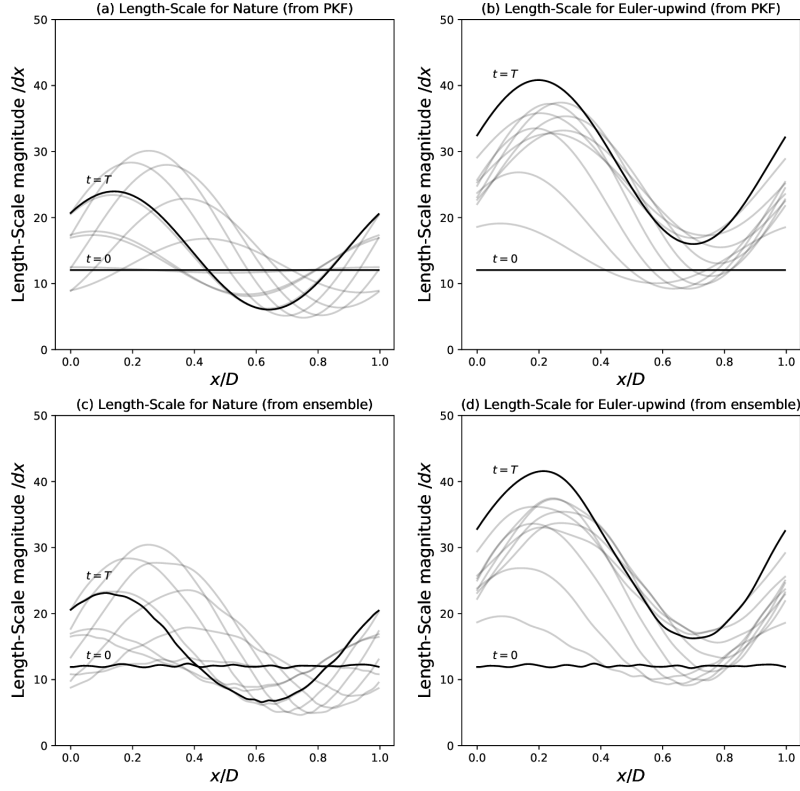 (a) Length-Scale for Nature (from PKF)
(b) Length-Scale for Euler-upwind (from PKF)
Length-Scale magnitude /dx
50
40
30
20
10
0
t = T
t = 0
0.0 0.2 0.4 0.6 0.8 1.0
x/D
Length-Scale magnitude /dx
50
40
30
20
10
0
t = T
t = 0
0.0 0.2 0.4 0.6 0.8 1.0
x/D
(c) Length-Scale for Nature (from ensemble)
(d) Length-Scale for Euler-upwind (from ensemble)
Length-Scale magnitude /dx
50
40
30
20
10
0
t = T
t = 0
0.0 0.2 0.4 0.6 0.8 1.0
x/D
Length-Scale magnitude /dx
50
40
30
20
10
0
t = T
t = 0
0.0 0.2 0.4 0.6 0.8 1.0
x/D